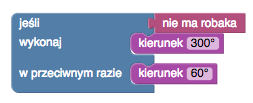 jeśli nie ma robaka
wykonaj kierunek 300°
w przeciwnym razie kierunek 60°